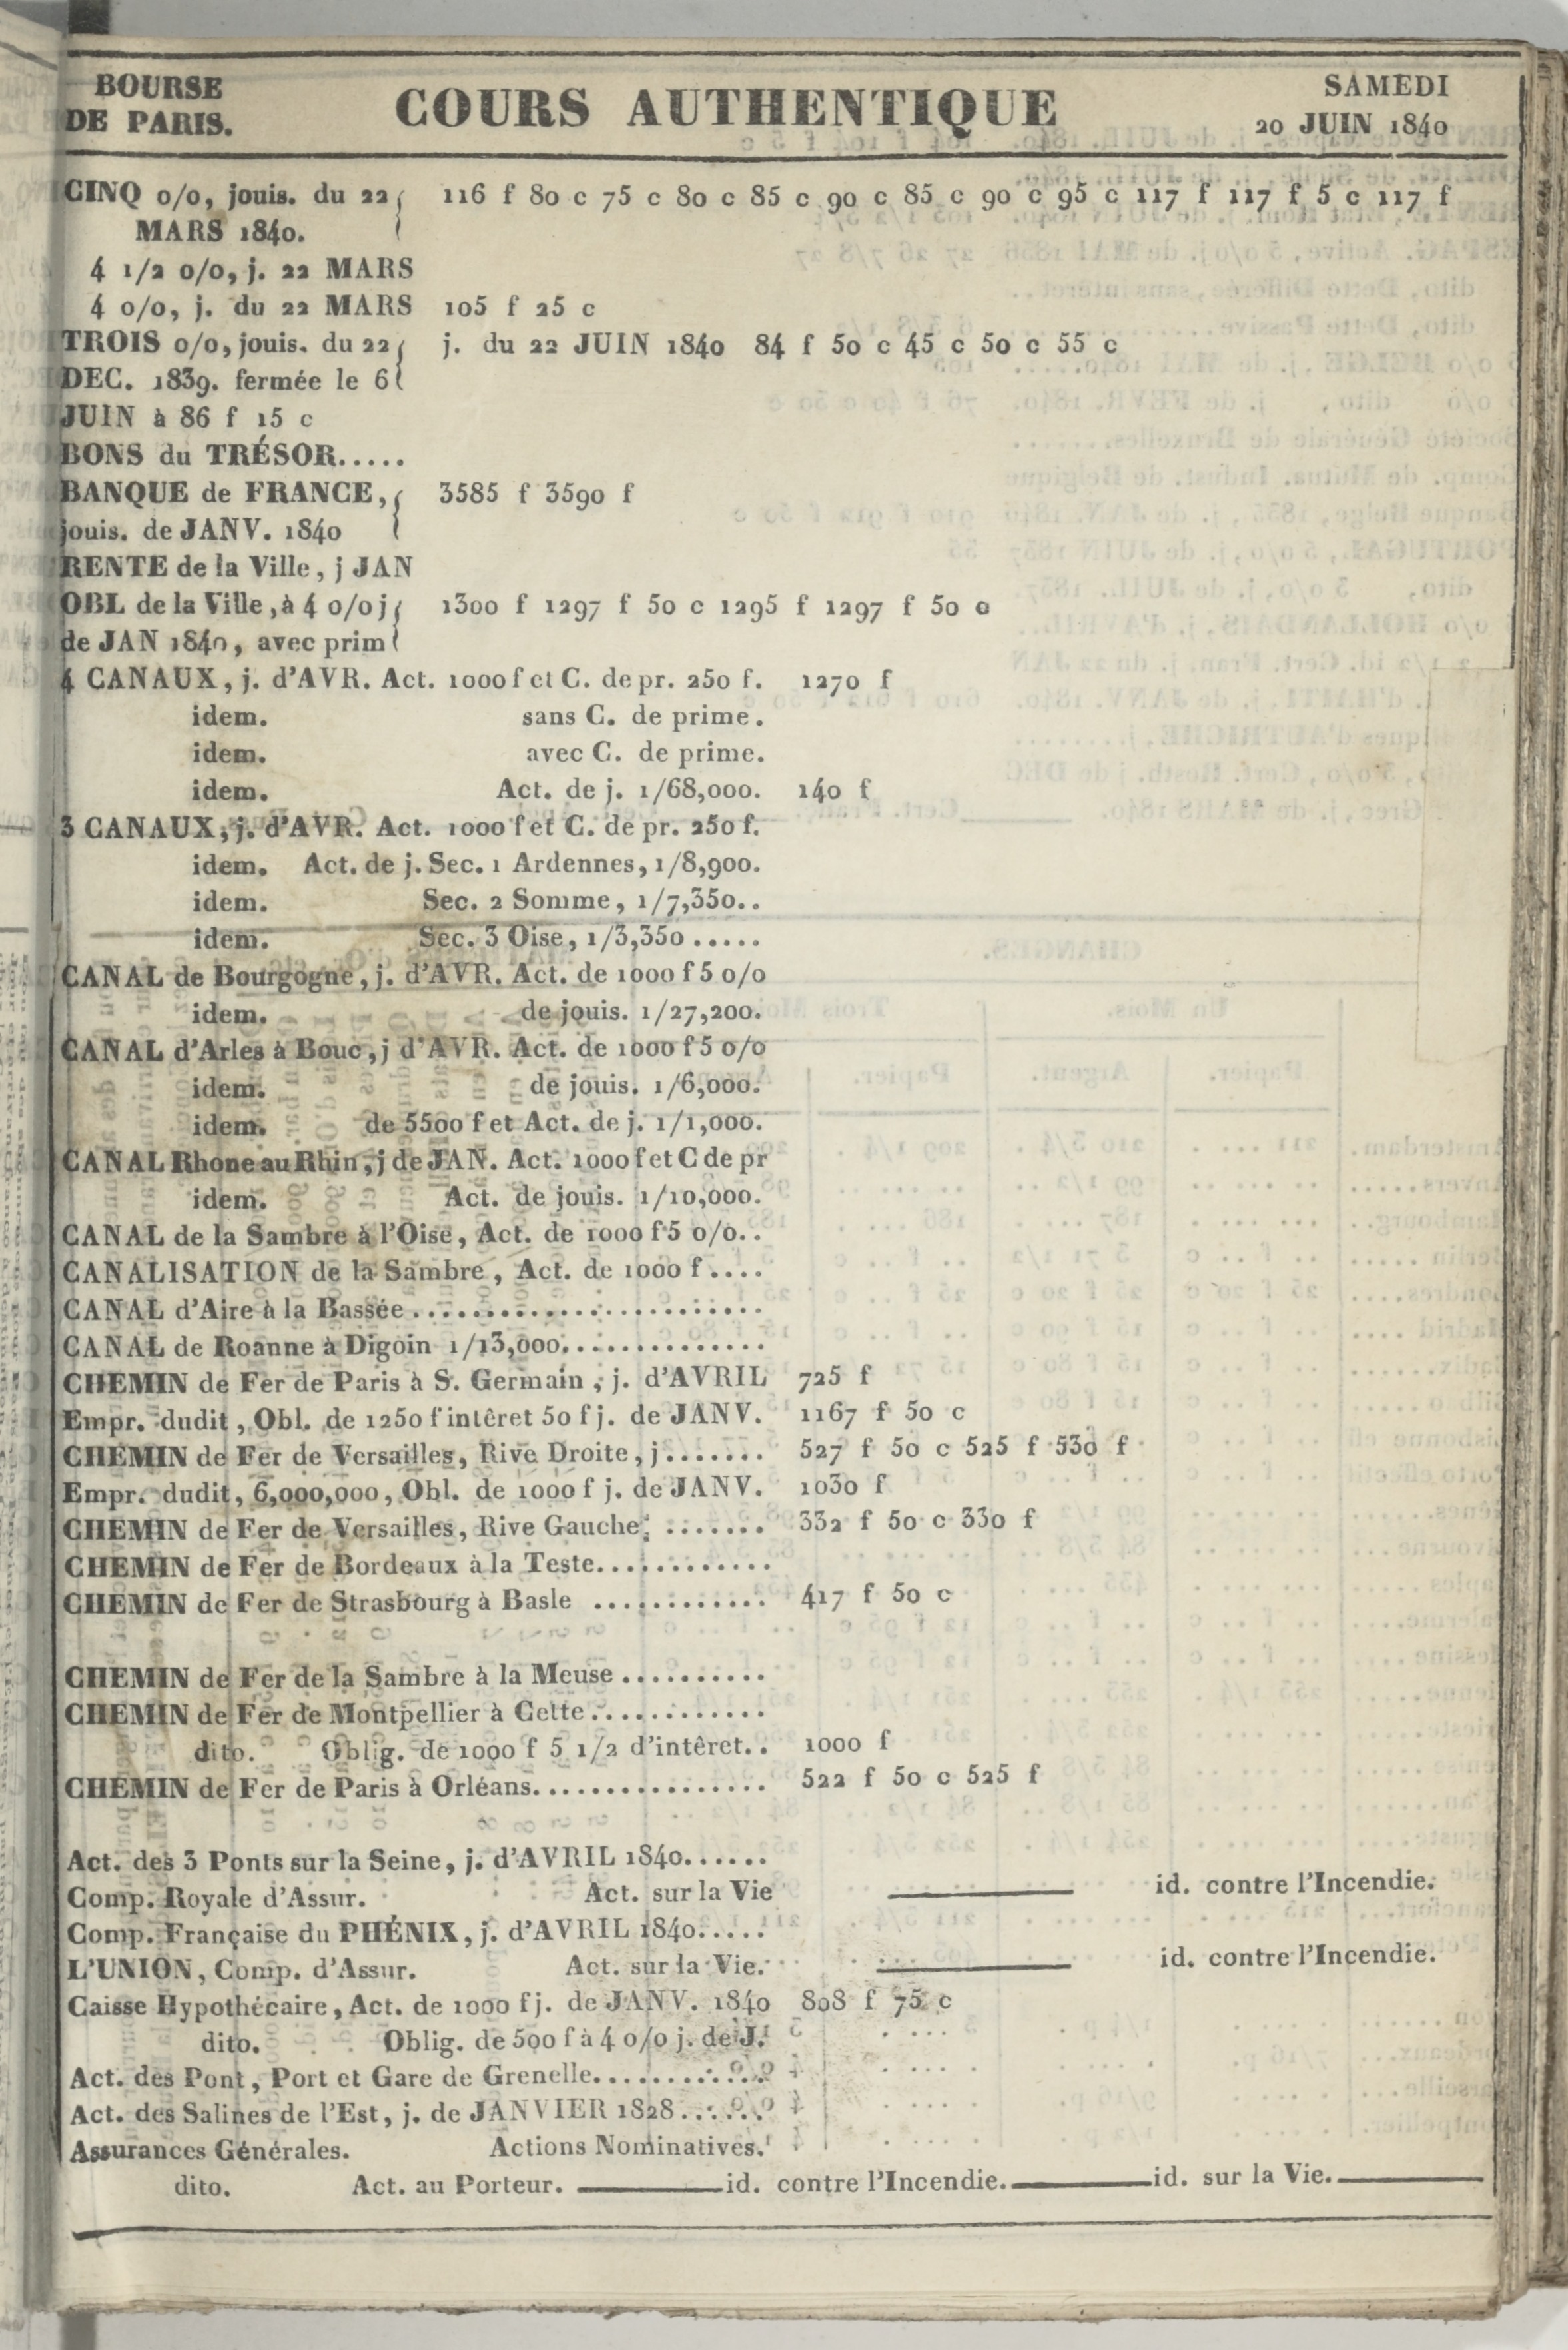 BOURSE
DE PARIS.
COURS AUTHENTIQUE
SAMEDI
20 JUIN 1840
CINQ 0/0, jouis. du 22 116 f 80 c 75 c 80 c 85 c 90 c 85 c 90 c 95 c 117 f 117 f 5 c 117 f
MARS 1840.
4 1/2 0/0, j. 22 MARS
4 0/0, j. du 22 MARS 105 f 25 c
TROIS 0/0, jouis. du 22 j. du 22 JUIN 1840 84 f 50 c 45 c 50 c 55 c
DEC. 1839. fermée le 6
JUIN à 86 f 15 c
BONS du TRÉSOR.....
BANQUE de FRANCE, 3585 f 3590 f
jouis. de JANV. 1840
RENTE de la Ville, j JAN
OBL de la Ville, à 4 0/0 j 1300 f 1297 f 50 c 1295 f 1297 f 50 c
de JAN 1840, avec prim
4 CANAUX, j. d'AVR. Act. 1000 f et C. de pr. 250 f. 1270 f
idem. sans C. de prime.
idem. avec C. de prime.
idem. Act. de j. 1/68,000. 140 f
3 CANAUX, j. d'AVR. Act. 1000 f et C. de pr. 250 f.
idem. Act. de j. Sec. 1 Ardennes, 1/8,900.
idem. Sec. 2 Somme, 1/7,350..
idem. Sec. 3 Oise, 1/3,350.....
CANAL de Bourgogne, j. d'AVR. Act. de 1000 f 5 0/0
idem. de jouis. 1/27,200.
CANAL d'Arles à Bouc, j d'AVR. Act. de 1000 f 5 0/0
idem. de jouis. 1/6,000.
idem. de 5500 f et Act. de j. 1/1,000.
CANAL Rhone au Rhin, j de JAN. Act. 1000 f et C de pr
idem. Act. de jouis. 1/10,000.
CANAL de la Sambre à l'Oise, Act. de 1000 f 5 0/0..
CANALISATION de la Sambre, Act. de 1000 f....
CANAL d'Aire à la Bassée........................
CANAL de Roanne à Digoin 1/13,000..............
CHEMIN de Fer de Paris à S. Germain, j. d'AVRIL 725 f
Empr. dudit, Obl. de 1250 f intêret 50 f j. de JANV. 1167 f 50 c
CHEMIN de Fer de Versailles, Rive Droite, j....... 527 f 50 c 525 f 530 f
Empr. dudit, 6,000,000, Obl. de 1000 f j. de JANV. 1030 f
CHEMIN de Fer de Versailles, Rive Gauche, ....... 332 f 50 c 330 f
CHEMIN de Fer de Bordeaux à la Teste............
CHEMIN de Fer de Strasbourg à Basle ............ 417 f 50 c
CHEMIN de Fer de la Sambre à la Meuse..........
CHEMIN de Fer de Montpellier à Cette............
dito. Oblig. de 1000 f 5 1/2 d'intêret.. 1000 f
CHEMIN de Fer de Paris à Orléans................ 522 f 50 c 525 f
Act. des 3 Ponts sur la Seine, j. d'AVRIL 1840......
Comp. Royale d'Assur. Act. sur la Vie id. contre l'Incendie.
Comp. Française du PHÉNIX, j. d'AVRIL 1840.....
L'UNION, Comp. d'Assur. Act. sur la Vie. id. contre l'Incendie.
Caisse Hypothécaire, Act. de 1000 f j. de JANV. 1840 808 f 75 c
dito. Oblig. de 500 f à 4 0/0 j. de J.
Act. des Pont, Port et Gare de Grenelle............
Act. des Salines de l'Est, j. de JANVIER 1828......
Assurances Générales. Actions Nominatives.
dito. Act. au Porteur. id. contre l'Incendie. id. sur la Vie.